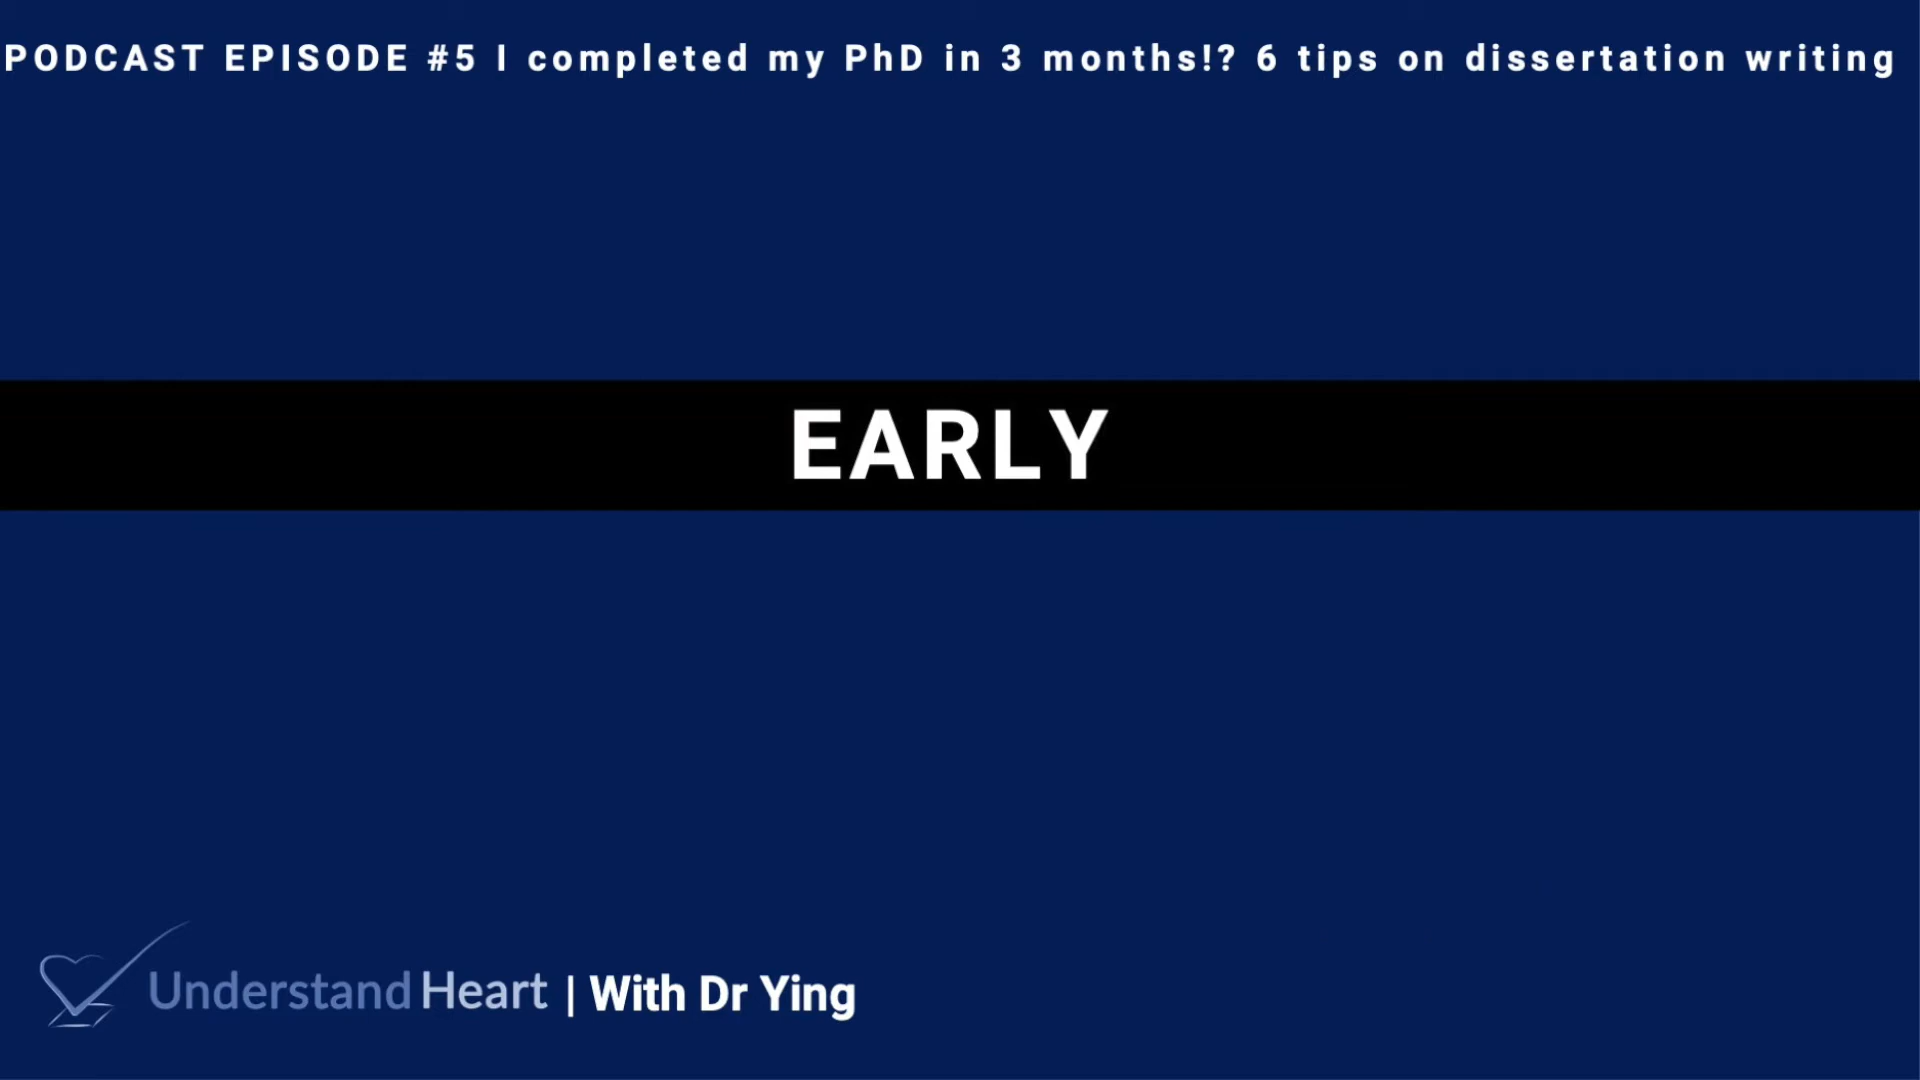 PODCAST EPISODE #5 I completed my PhD in 3 months!? 6 tips on dissertation writing
EARLY
Understand Heart | With Dr Ying